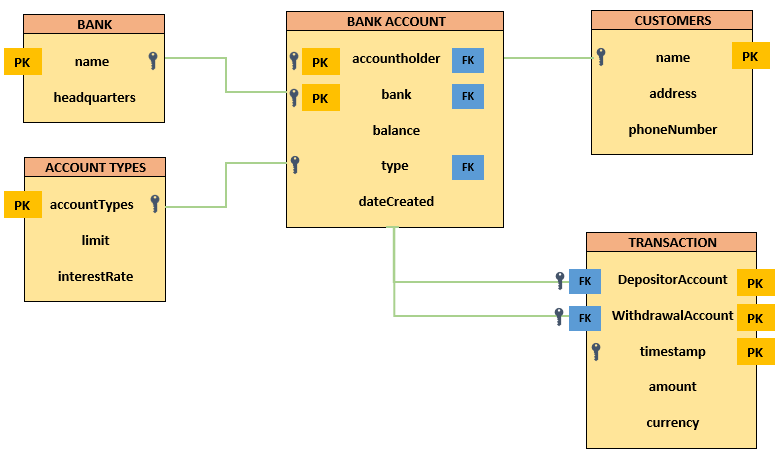 BANK
PK name
headquarters
BANK ACCOUNT
PK accountholder FK
PK bank FK
balance
type FK
dateCreated
CUSTOMERS
name PK
address
phoneNumber
ACCOUNT TYPES
PK accountTypes
limit
interestRate
TRANSACTION
FK DepositorAccount PK
FK WithdrawalAccount PK
timestamp PK
amount
currency